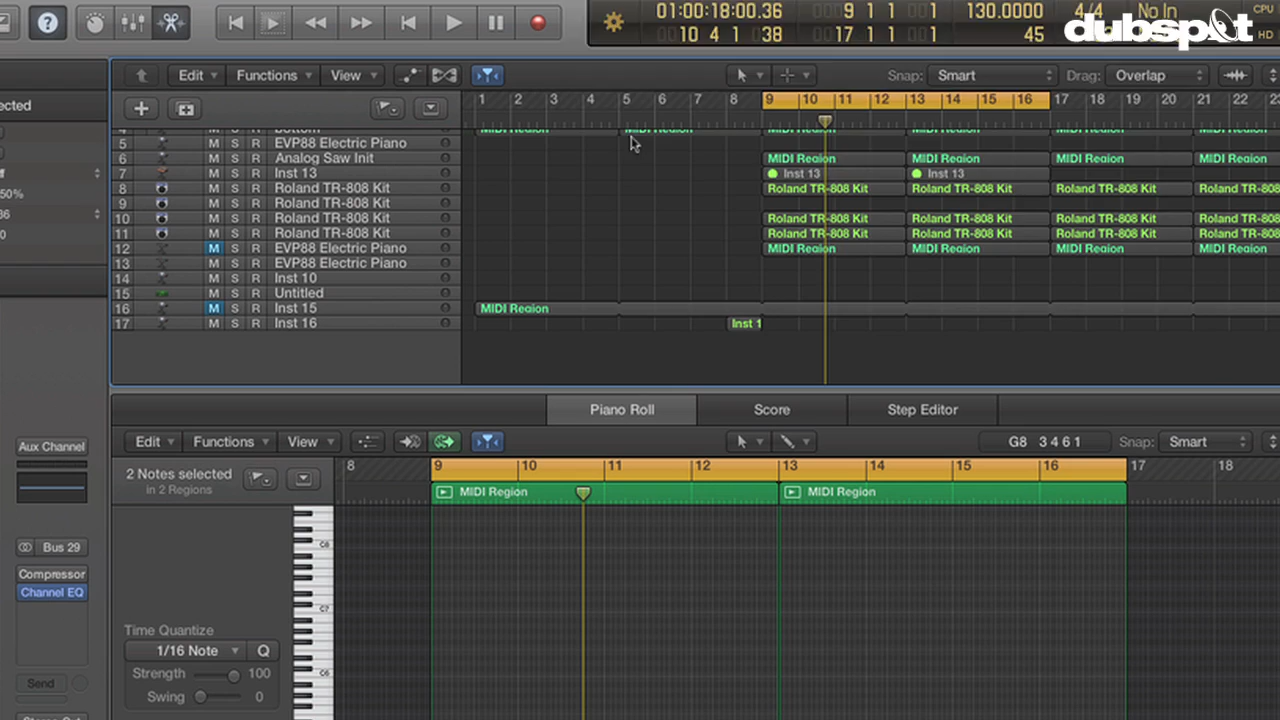 01:00:18:00.36 9 1 1 1 130.0000 4/4 No In CPU
10 4 1 38 17 1 1 1 45 HD
dubspot
ected Edit Functions View Snap: Smart Drag: Overlap
1 2 3 4 5 6 7 8 9 10 11 12 13 14 15 16 17 18 19 20 21 22 23
4 M S R Bottom MIDI Region MIDI Region MIDI Region MIDI Region MIDI Region MIDI Region
5 M S R EVP88 Electric Piano
6 M S R Analog Saw Init MIDI Region MIDI Region MIDI Region MIDI Region
7 M S R Inst 13 Inst 13 Inst 13
8 M S R Roland TR-808 Kit Roland TR-808 Kit Roland TR-808 Kit Roland TR-808 Kit Roland TR-808
9 M S R Roland TR-808 Kit
10 M S R Roland TR-808 Kit Roland TR-808 Kit Roland TR-808 Kit Roland TR-808 Kit Roland TR-808
11 M S R Roland TR-808 Kit Roland TR-808 Kit Roland TR-808 Kit Roland TR-808 Kit Roland TR-808
12 M S R EVP88 Electric Piano MIDI Region MIDI Region MIDI Region MIDI Region
13 M S R EVP88 Electric Piano
14 M S R Inst 10
15 M S R Untitled
16 M S R Inst 15 MIDI Region
17 M S R Inst 16 Inst 1
50%
36
0
Piano Roll Score Step Editor
Edit Functions View G8 3 4 6 1 Snap: Smart
8 9 10 11 12 13 14 15 16 17 18
2 Notes selected
in 2 Regions
MIDI Region MIDI Region
C8
C7
C6
Time Quantize
1/16 Note Q
Strength 100
Swing 0
Aux Channel
Bus 29
Compressor
Channel EQ
Send
Stereo Out